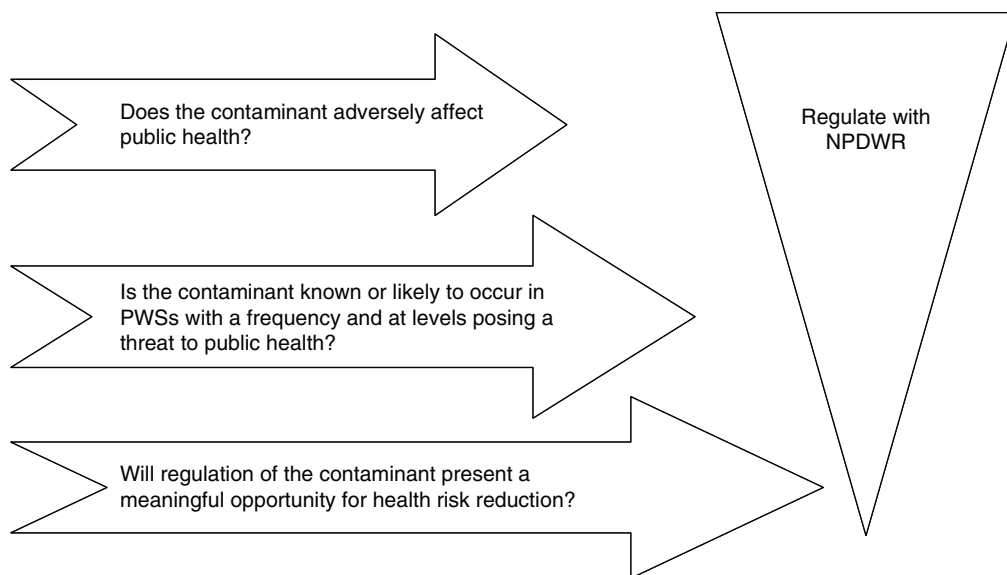 Does the contaminant adversely affect
public health?
Regulate with
NPDWR
Is the contaminant known or likely to occur in
PWSs with a frequency and at levels posing a
threat to public health?
Will regulation of the contaminant present a
meaningful opportunity for health risk reduction?